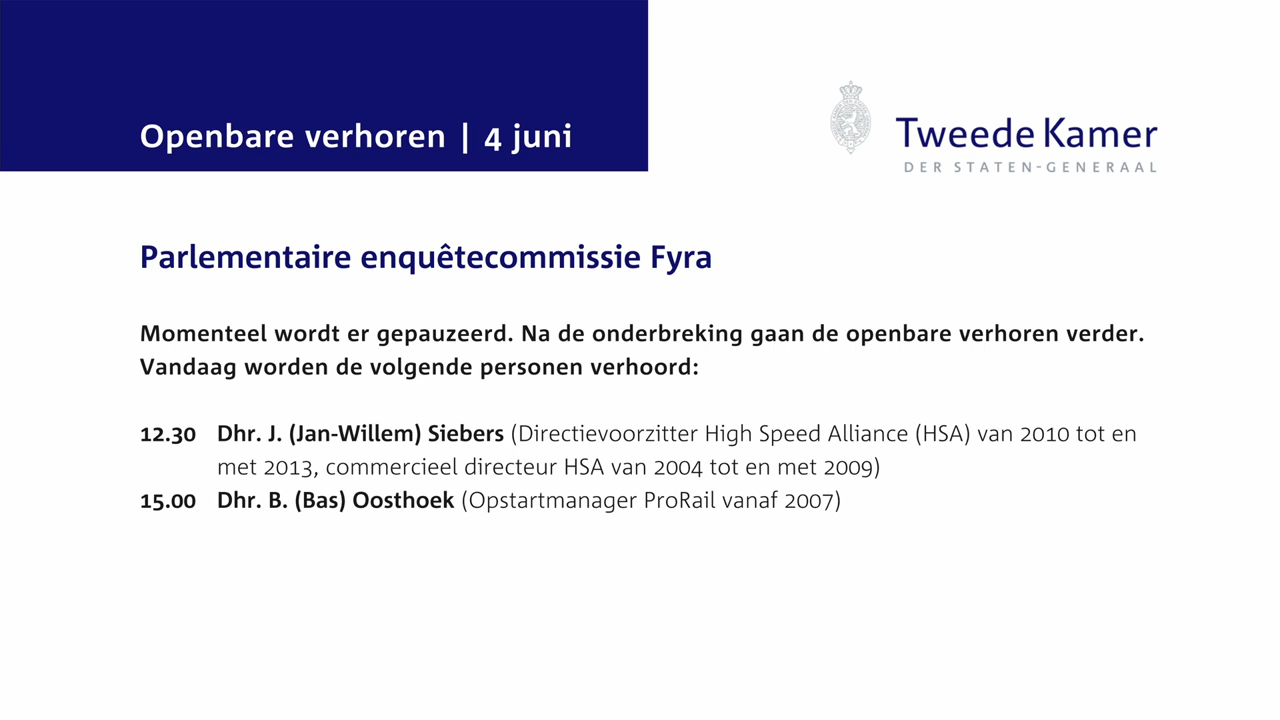 Openbare verhoren | 4 juni
Tweede Kamer
DER STATEN-GENERAAL
Parlementaire enquêtecommissie Fyra
Momenteel wordt er gepauzeerd. Na de onderbreking gaan de openbare verhoren verder.
Vandaag worden de volgende personen verhoord:
12.30 Dhr. J. (Jan-Willem) Siebers (Directievoorzitter High Speed Alliance (HSA) van 2010 tot en
met 2013, commercieel directeur HSA van 2004 tot en met 2009)
15.00 Dhr. B. (Bas) Oosthoek (Opstartmanager ProRail vanaf 2007)